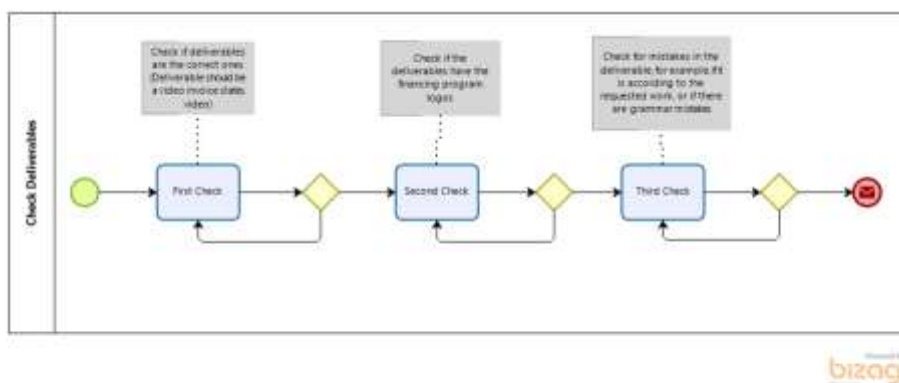 Check Deliverables
Check if deliverables
are the correct ones
(Deliverable should be
a video invoice states
video)
Check if the
deliverables have the
financing program
logos
Check for mistakes in the
deliverable, for example, if it
is according to the
requested work, or if there
are grammar mistakes
First Check
Second Check
Third Check
bizag